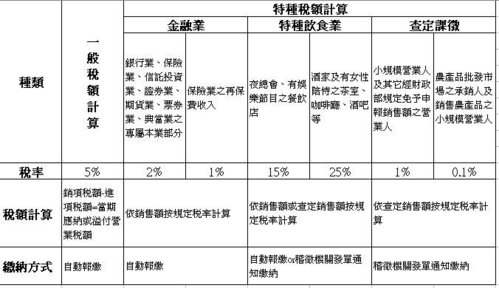 特種稅額計算
金融業
特種飲食業
查定課徵
種類
一般稅額計算
銀行業、保險
業、信託投資
業、證券業、
期貨業、票券
業、典當業之
專屬本業部分
保險業之再保
費收入
夜總會、有娛
樂節目之餐飲
店
酒家及有女性
陪侍之茶室、
咖啡廳、酒吧
等
小規模營業人
及其它經財政
部規定免予申
報銷售額之營
業人
農產品批發市
場之承銷人及
銷售農產品之
小規模營業人
稅率
5%
2%
1%
15%
25%
1%
0.1%
稅額計算
銷項稅額-進
項稅額=當期
應納或溢付營
業稅額
依銷售額按規定稅率計算
依銷售額或查定銷售額按規
定稅率計算
依查定銷售額按規定稅率計
算
繳納方式
自動報繳
自動報繳
自動報繳or稽徵機關發單通
知繳納
稽徵機關發單通知繳納